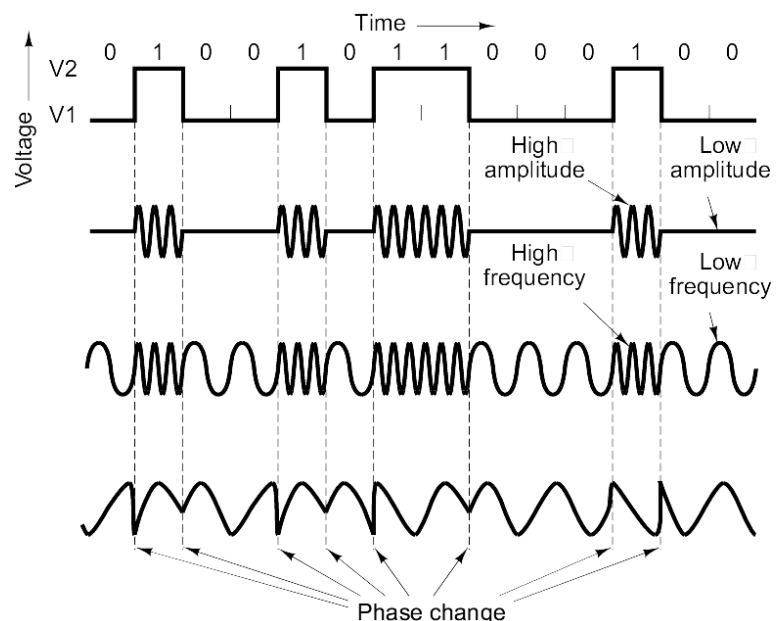 Time
0 1 0 0 1 0 1 1 0 0 0 1 0 0
V2
V1
Voltage
High
amplitude
Low
amplitude
High
frequency
Low
frequency
Phase change